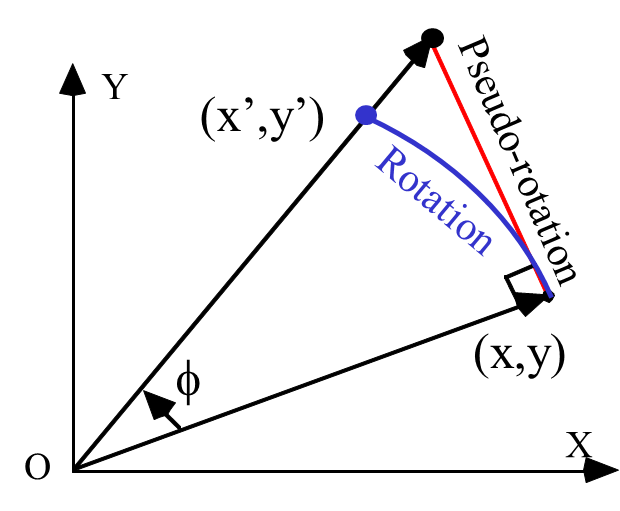 Y
(x',y')
Pseudo-rotation
Rotation
(x,y)
ϕ
X
O